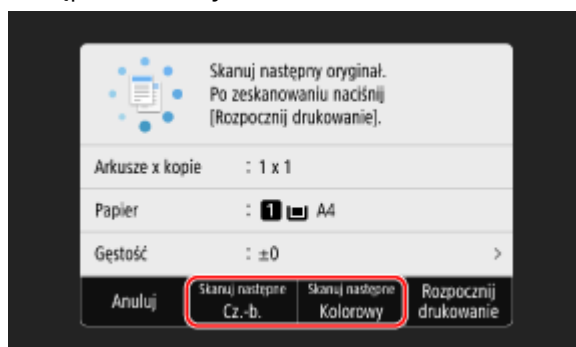 Skanuj następny oryginał.
Po zeskanowaniu naciśnij
[Rozpocznij drukowanie].
Arkusze x kopie : 1 x 1
Papier : 1 A4
Gęstość : ±0 >
Anuluj
Skanuj następne
Cz.-b.
Skanuj następne
Kolorowy
Rozpocznij
drukowanie